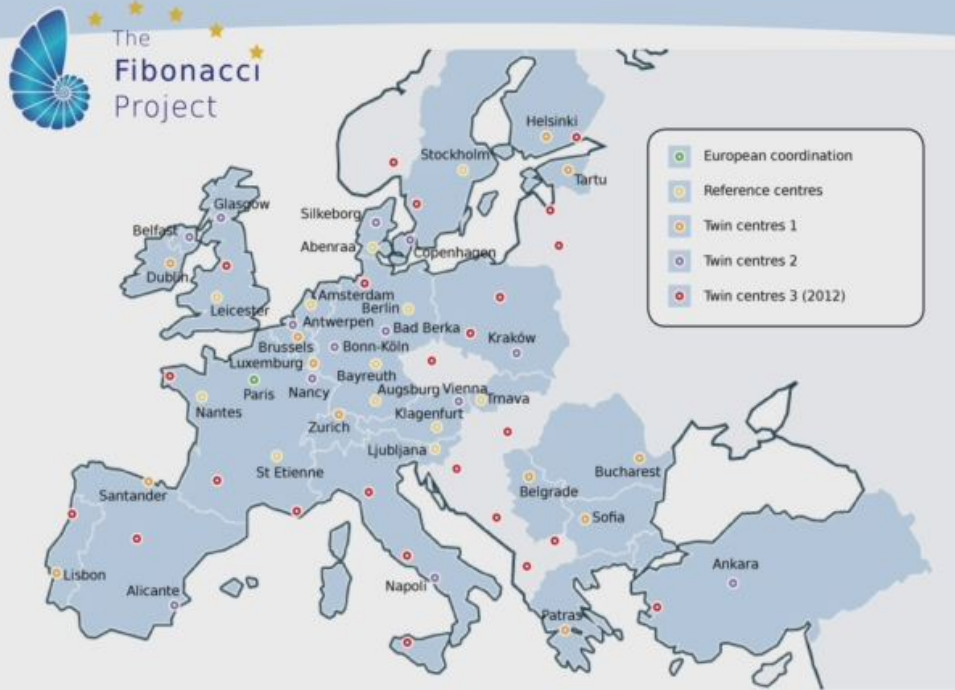 The
Fibonacci
Project
Helsinki
Stockholm
Tartu
European coordination
Reference centres
Twin centres 1
Twin centres 2
Twin centres 3 (2012)
Glasgow
Silkeborg
Belfast
Abenraa
Copenhagen
Dublin
Leicester
Amsterdam
Berlin
Antwerpen
Bad Berka
Brussels
Bonn-Köln
Kraków
Luxemburg
Bayreuth
Paris
Nancy
Augsburg
Vienna
Trnava
Nantes
Zurich
Klagenfurt
Ljubljana
St Etienne
Bucharest
Santander
Belgrade
Sofia
Lisbon
Alicante
Napoli
Ankara
Patras